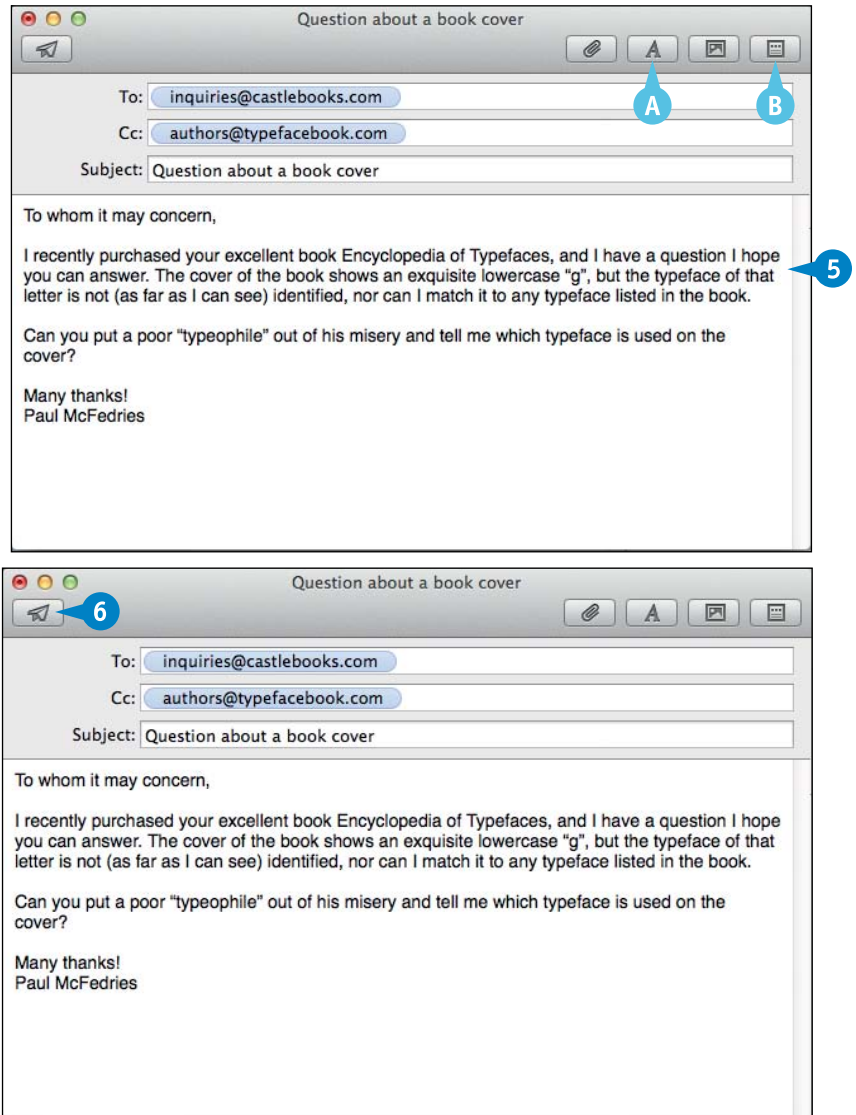 Question about a book cover
A
A B
To: inquiries@castlebooks.com
Cc: authors@typefacebook.com
Subject: Question about a book cover
To whom it may concern,
I recently purchased your excellent book Encyclopedia of Typefaces, and I have a question I hope
you can answer. The cover of the book shows an exquisite lowercase “g”, but the typeface of that 5
letter is not (as far as I can see) identified, nor can I match it to any typeface listed in the book.
Can you put a poor “typeophile” out of his misery and tell me which typeface is used on the
cover?
Many thanks!
Paul McFedries
Question about a book cover
6 A
To: inquiries@castlebooks.com
Cc: authors@typefacebook.com
Subject: Question about a book cover
To whom it may concern,
I recently purchased your excellent book Encyclopedia of Typefaces, and I have a question I hope
you can answer. The cover of the book shows an exquisite lowercase “g”, but the typeface of that
letter is not (as far as I can see) identified, nor can I match it to any typeface listed in the book.
Can you put a poor “typeophile” out of his misery and tell me which typeface is used on the
cover?
Many thanks!
Paul McFedries